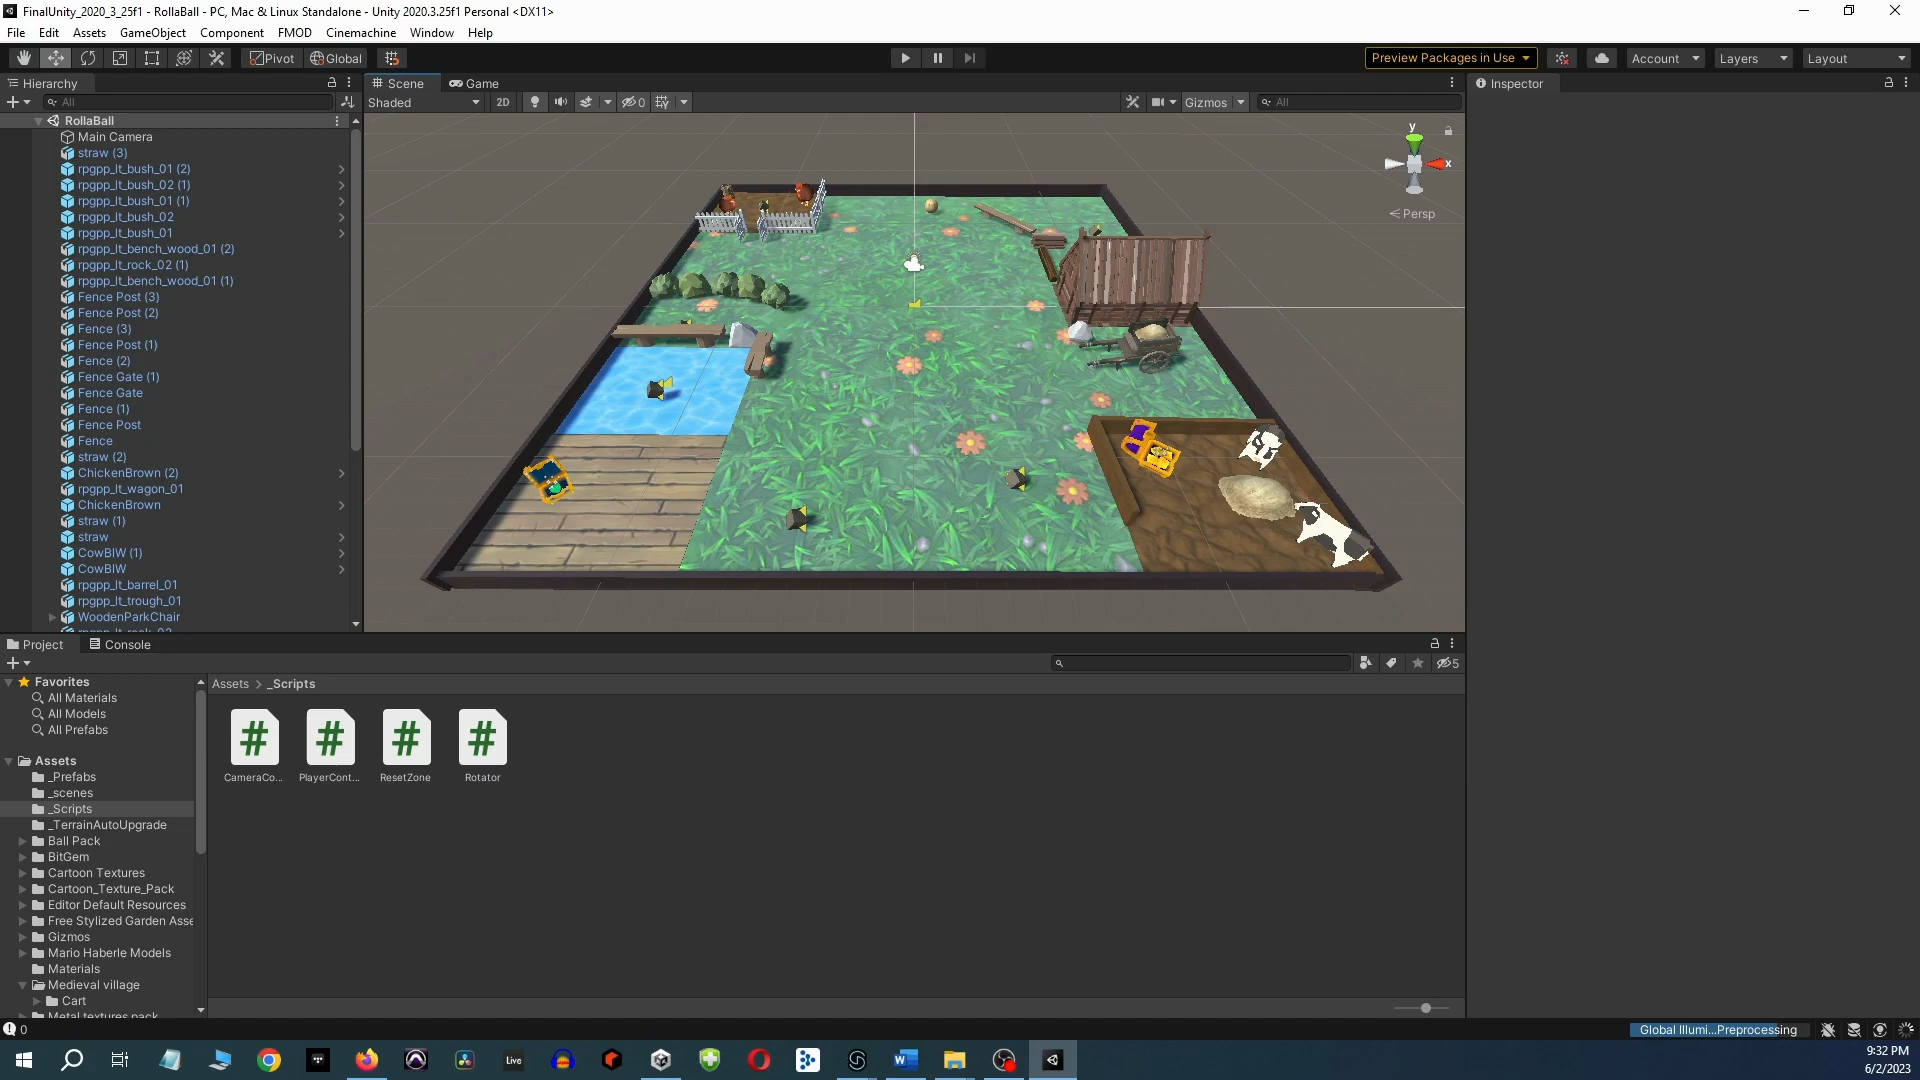 FinalUnity_2020_3_25f1 - RollaBall - PC, Mac & Linux Standalone - Unity 2020.3.25f1 Personal <DX11>
File Edit Assets GameObject Component FMOD Cinemachine Window Help
Pivot Global Preview Packages in Use Account Layers Layout
Hierarchy Scene Game Inspector
All Shaded 2D 0 Gizmos All
RollaBall
Main Camera
straw (3)
rpgpp_lt_bush_01 (2)
rpgpp_lt_bush_02 (1)
rpgpp_lt_bush_01 (1)
rpgpp_lt_bush_02
rpgpp_lt_bush_01
rpgpp_lt_bench_wood_01 (2)
rpgpp_lt_rock_02 (1)
rpgpp_lt_bench_wood_01 (1)
Fence Post (3)
Fence Post (2)
Fence (3)
Fence Post (1)
Fence (2)
Fence Gate (1)
Fence Gate
Fence (1)
Fence Post
Fence
straw (2)
ChickenBrown (2)
rpgpp_lt_wagon_01
ChickenBrown
straw (1)
straw
CowBlW (1)
CowBlW
rpgpp_lt_barrel_01
rpgpp_lt_trough_01
WoodenParkChair
rpgpp_lt_rock_02
y
x
Persp
Project Console
5
Favorites
All Materials
All Models
All Prefabs
Assets
_Prefabs
_scenes
_Scripts
_TerrainAutoUpgrade
Ball Pack
BitGem
Cartoon Textures
Cartoon_Texture_Pack
Editor Default Resources
Free Stylized Garden Asse
Gizmos
Mario Haberle Models
Materials
Medieval village
Cart
Metal textures pack
Assets > _Scripts
# # # #
CameraCo... PlayerCont... ResetZone Rotator
0
Global Illumi...Preprocessing
Live
9:32 PM
6/2/2023